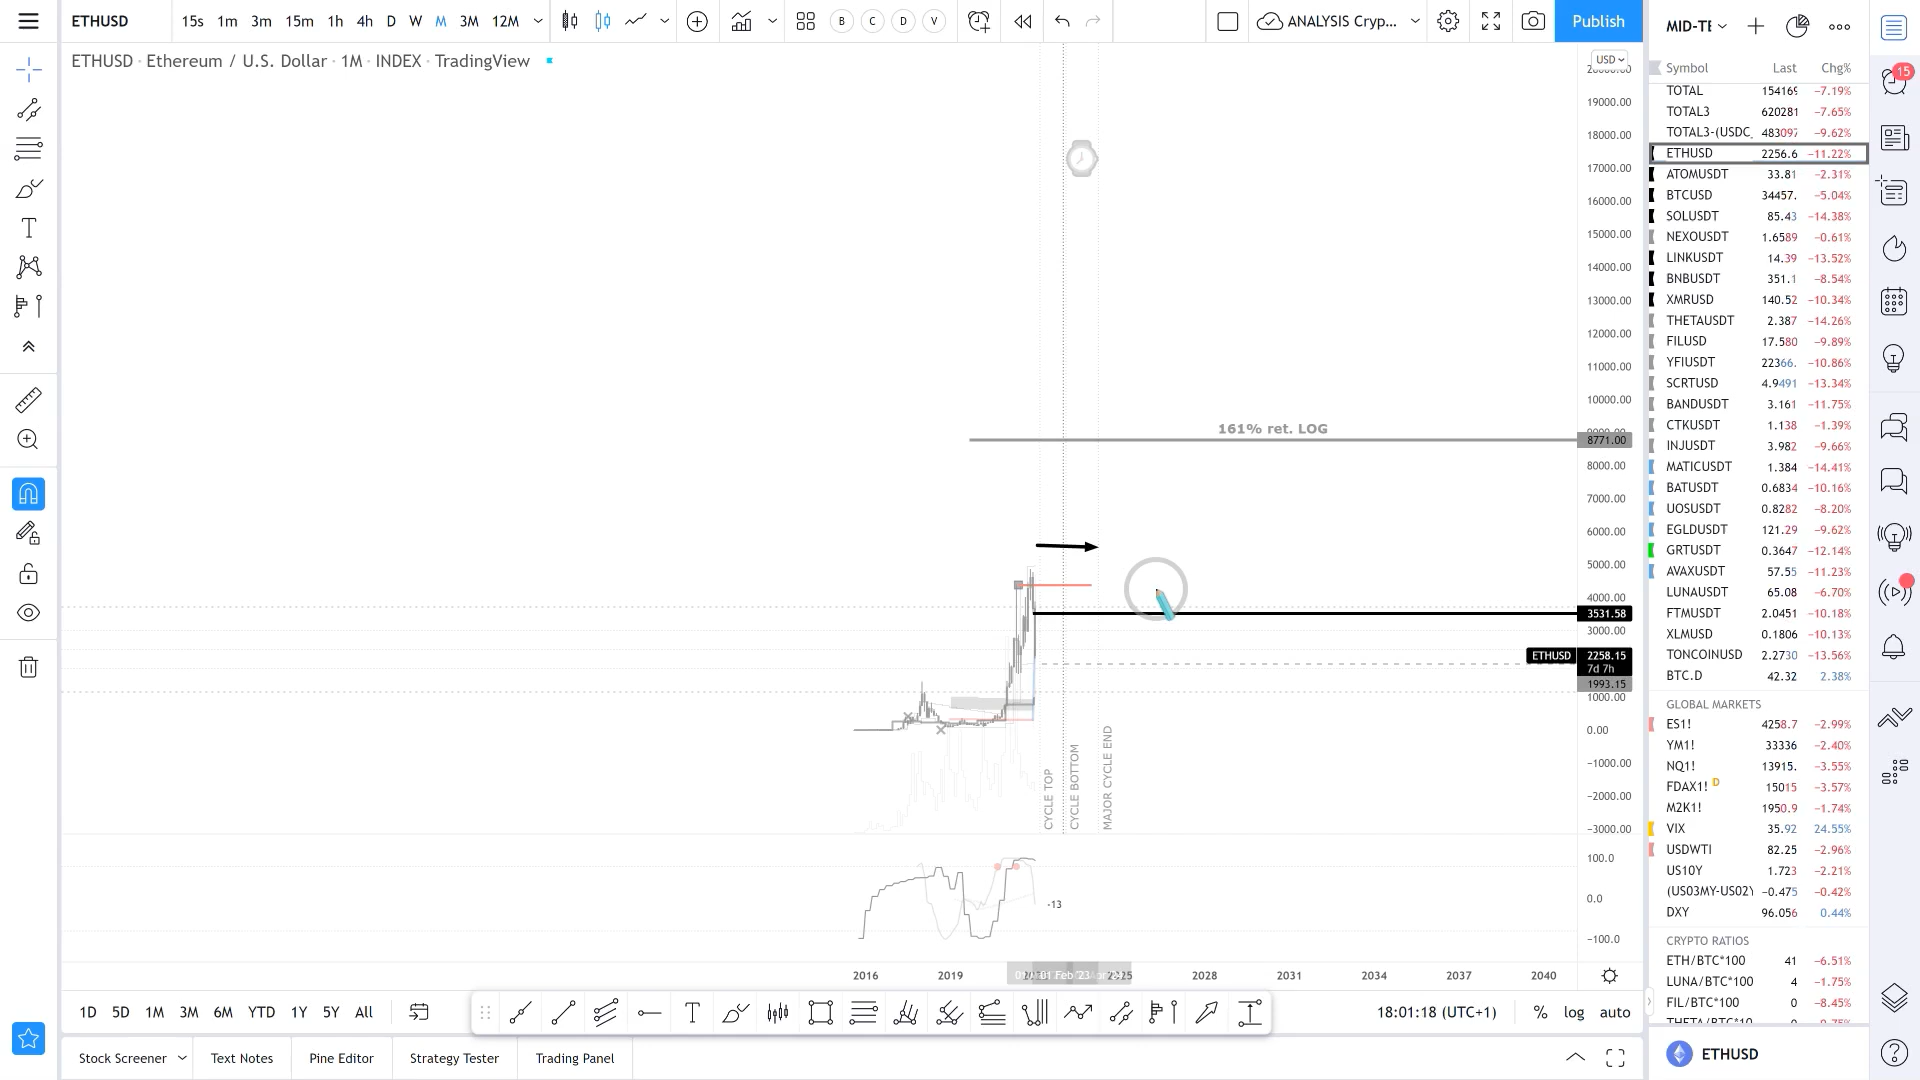 ETHUSD
15s 1m 3m 15m 1h 4h D W M 3M 12M
B C D V
ANALYSIS Cryp...
Publish
ETHUSD · Ethereum / U.S. Dollar · 1M · INDEX · TradingView
USD
19000.00
18000.00
17000.00
16000.00
15000.00
14000.00
13000.00
12000.00
11000.00
10000.00
161% ret. LOG
8771.00
8000.00
7000.00
6000.00
5000.00
4000.00
3531.58
3000.00
ETHUSD 2258.15
7d 7h
1993.15
1000.00
0.00
-1000.00
-2000.00
-3000.00
CYCLE TOP
CYCLE BOTTOM
MAJOR CYCLE END
100.0
0.0
-100.0
-13
2016 2019 2025 2028 2031 2034 2037 2040
01 Feb '23
1D 5D 1M 3M 6M YTD 1Y 5Y All
18:01:18 (UTC+1) % log auto
Stock Screener Text Notes Pine Editor Strategy Tester Trading Panel
MID-TE
15
Symbol Last Chg%
TOTAL 154169 −7.19%
TOTAL3 620281 −7.65%
TOTAL3-(USDC_ 483097 −9.62%
ETHUSD 2256.6 −11.22%
ATOMUSDT 33.81 −2.31%
BTCUSD 34457. −5.04%
SOLUSDT 85.43 −14.38%
NEXOUSDT 1.6589 −0.61%
LINKUSDT 14.39 −13.52%
BNBUSDT 351.1 −8.54%
XMRUSD 140.52 −10.34%
THETAUSDT 2.387 −14.26%
FILUSD 17.580 −9.89%
YFIUSDT 22366. −10.86%
SCRTUSD 4.9491 −13.34%
BANDUSDT 3.161 −11.75%
CTKUSDT 1.138 −1.39%
INJUSDT 3.982 −9.66%
MATICUSDT 1.384 −14.41%
BATUSDT 0.6834 −10.16%
UOSUSDT 0.8282 −8.20%
EGLDUSDT 121.29 −9.62%
GRTUSDT 0.3647 −12.14%
AVAXUSDT 57.55 −11.23%
LUNAUSDT 65.08 −6.70%
FTMUSDT 2.0451 −10.18%
XLMUSD 0.1806 −10.13%
TONCOINUSD 2.2730 −13.56%
BTC.D 42.32 2.38%
GLOBAL MARKETS
ES1! 4258.7 −2.99%
YM1! 33336 −2.40%
NQ1! 13915. −3.55%
FDAX1! D 15015 −3.57%
M2K1! 1950.9 −1.74%
VIX 35.92 24.55%
USDWTI 82.25 −2.96%
US10Y 1.723 −2.21%
(US03MY-US02Y −0.475 −0.42%
DXY 96.056 0.44%
CRYPTO RATIOS
ETH/BTC*100 41 −6.51%
LUNA/BTC*100 4 −1.75%
FIL/BTC*100 0 −8.45%
ETHUSD